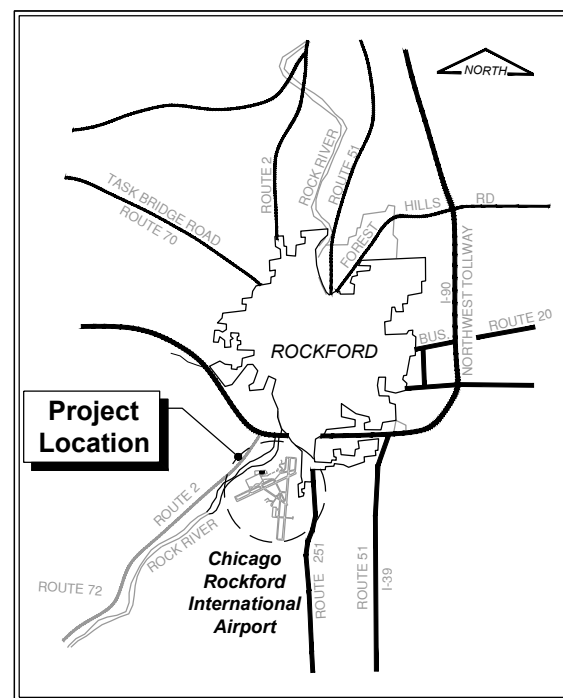 NORTH
ROUTE 2
ROCK RIVER
ROUTE 51
TASK BRIDGE ROAD
ROUTE 70
FOREST
HILLS
RD
I-90
NORTHWEST TOLLWAY
BUS.
ROUTE 20
ROCKFORD
Project
Location
ROUTE 2
ROCK RIVER
ROUTE 72
Chicago
Rockford
International
Airport
ROUTE 251
ROUTE 51
I-39